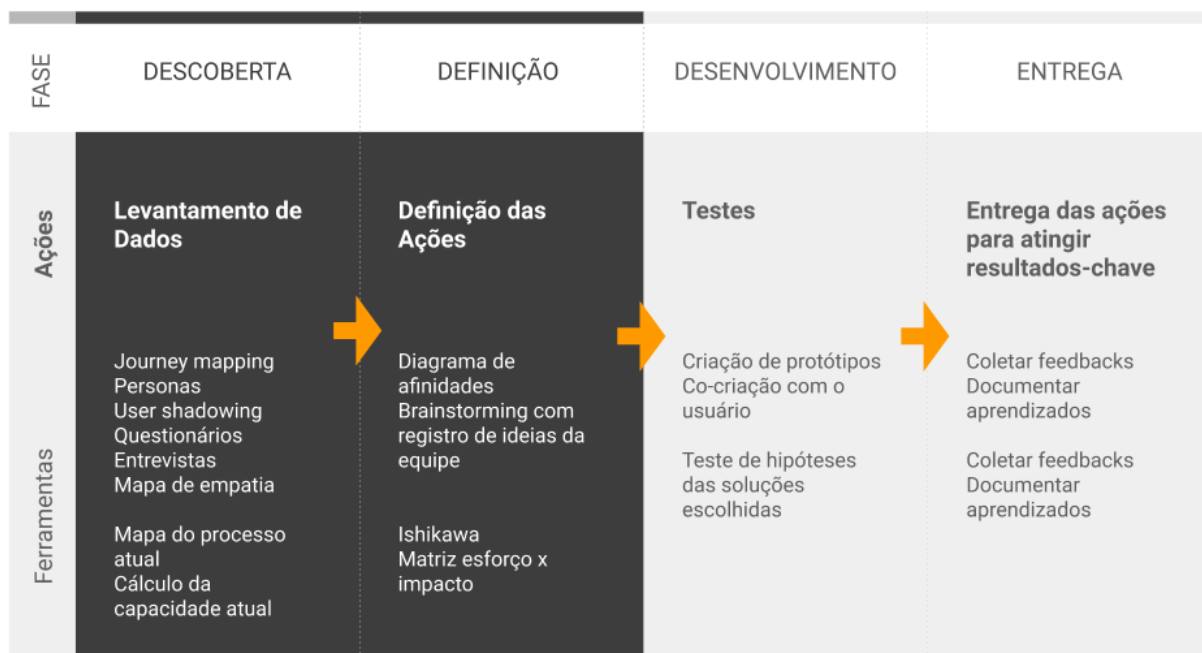 FASE
DESCOBERTA
DEFINIÇÃO
DESENVOLVIMENTO
ENTREGA
Ações
Levantamento de
Dados
Definição das
Ações
Testes
Entrega das ações
para atingir
resultados-chave
Ferramentas
Journey mapping
Personas
User shadowing
Questionários
Entrevistas
Mapa de empatia
Mapa do processo
atual
Cálculo da
capacidade atual
Diagrama de
afinidades
Brainstorming com
registro de ideias da
equipe
Ishikawa
Matriz esforço x
impacto
Criação de protótipos
Co-criação com o
usuário
Teste de hipóteses
das soluções
escolhidas
Coletar feedbacks
Documentar
aprendizados
Coletar feedbacks
Documentar
aprendizados